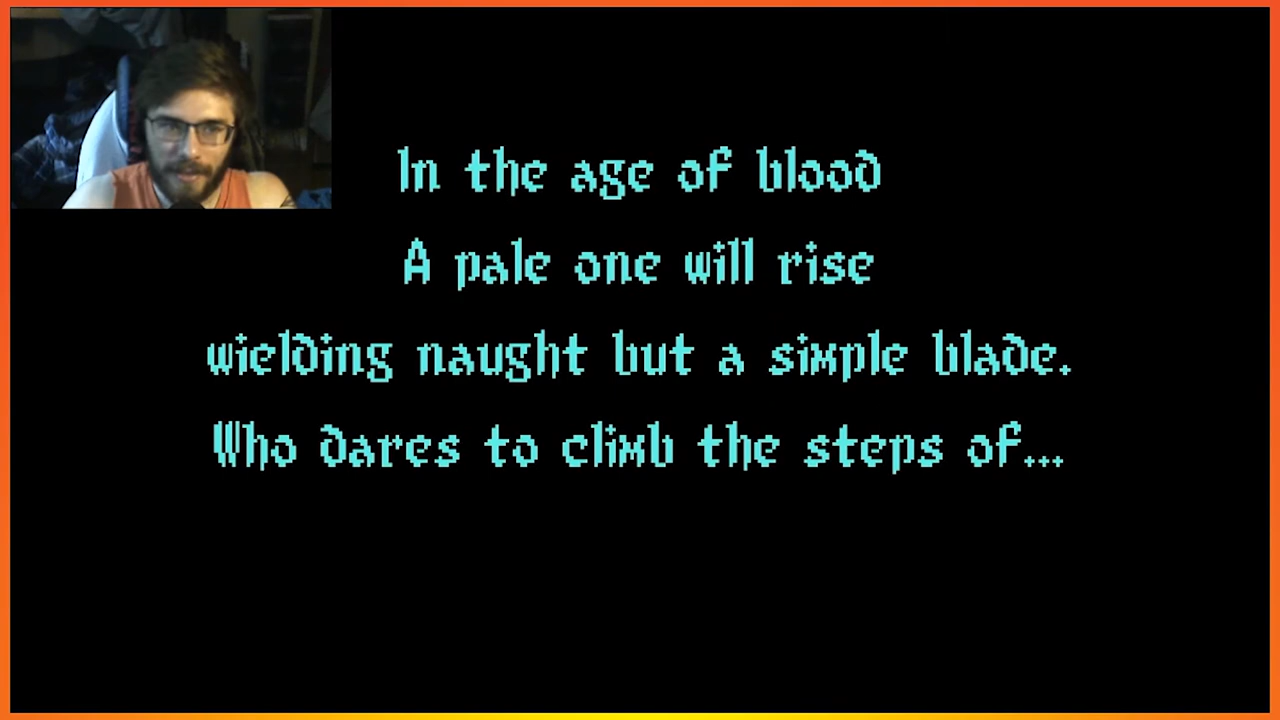 In the age of blood
A pale one will rise
wielding naught but a simple blade.
Who dares to climb the steps of...